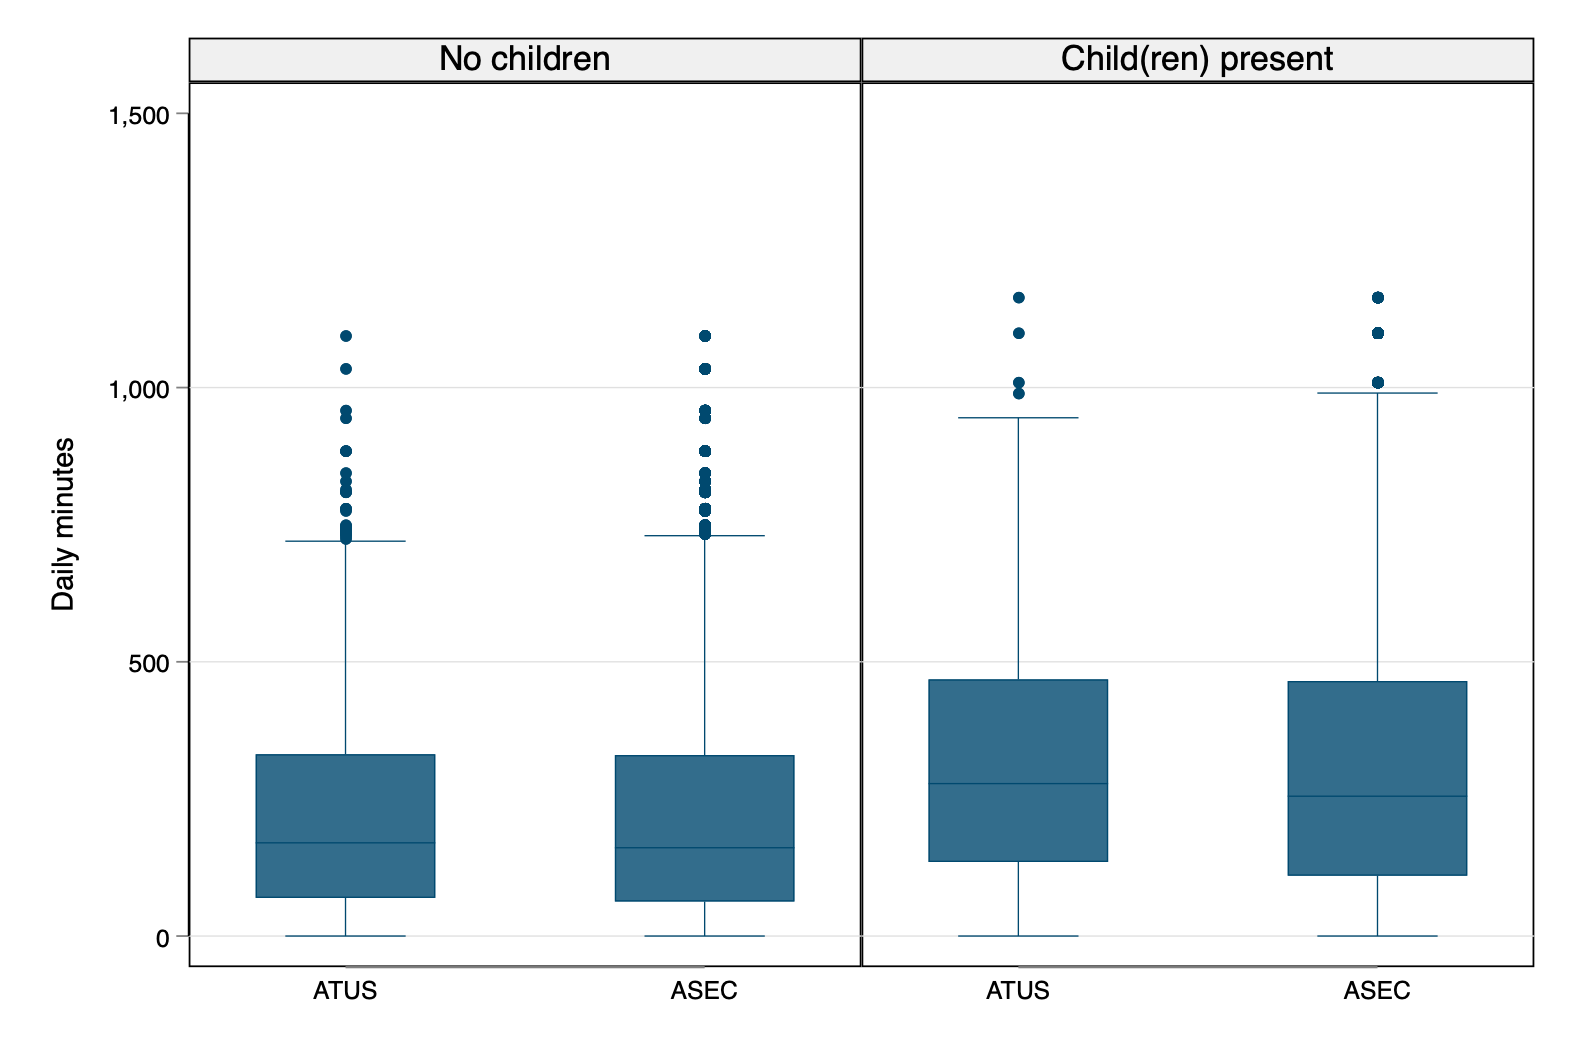 No children
Child(ren) present
1,500
1,000
500
0
Daily minutes
ATUS
ASEC
ATUS
ASEC